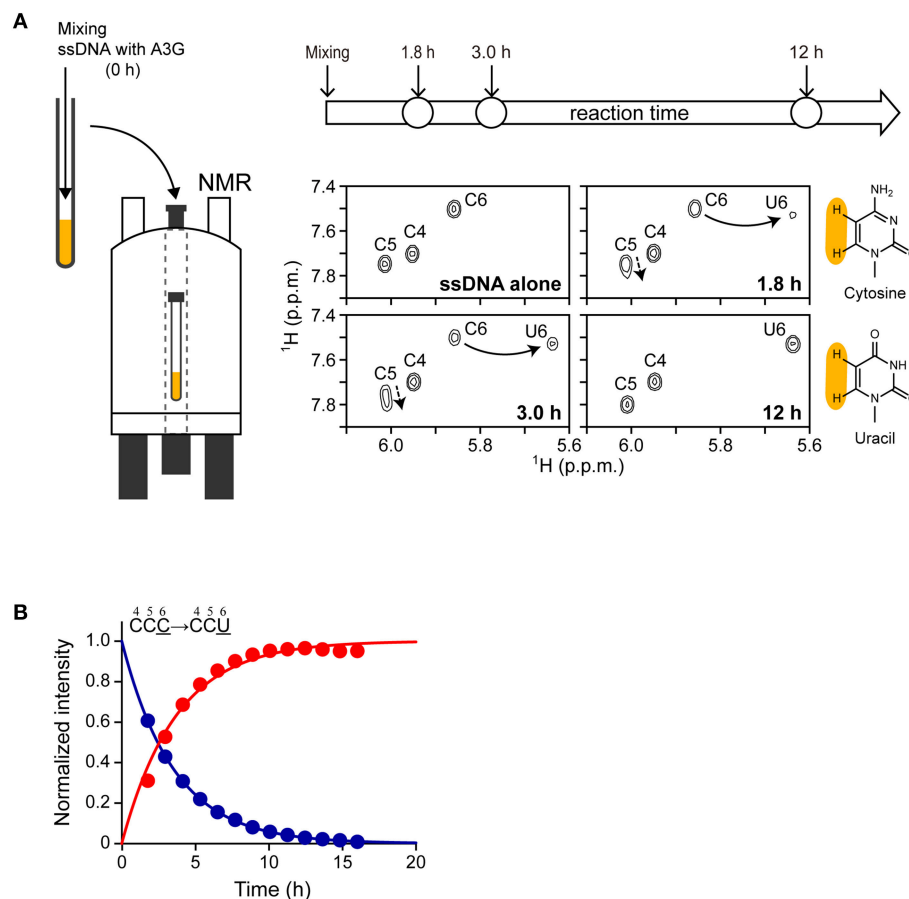 A
Mixing
ssDNA with A3G
(0 h)
NMR
Mixing 1.8 h 3.0 h 12 h
reaction time
7.4
7.6
7.8
C6
C5 C4
ssDNA alone
C6 U6
C5 C4
1.8 h
NH2
H
N
H
N
Cytosine
7.4
7.6
7.8
C6 U6
C5 C4
3.0 h
U6
C5 C4
12 h
O
H
NH
H
N
Uracil
1H (p.p.m.)
6.0 5.8 6.0 5.8 5.6
1H (p.p.m.)
B
4 5 6 4 5 6
CCC→CCU
Normalized intensity
1.0
0.8
0.6
0.4
0.2
0
0 5 10 15 20
Time (h)